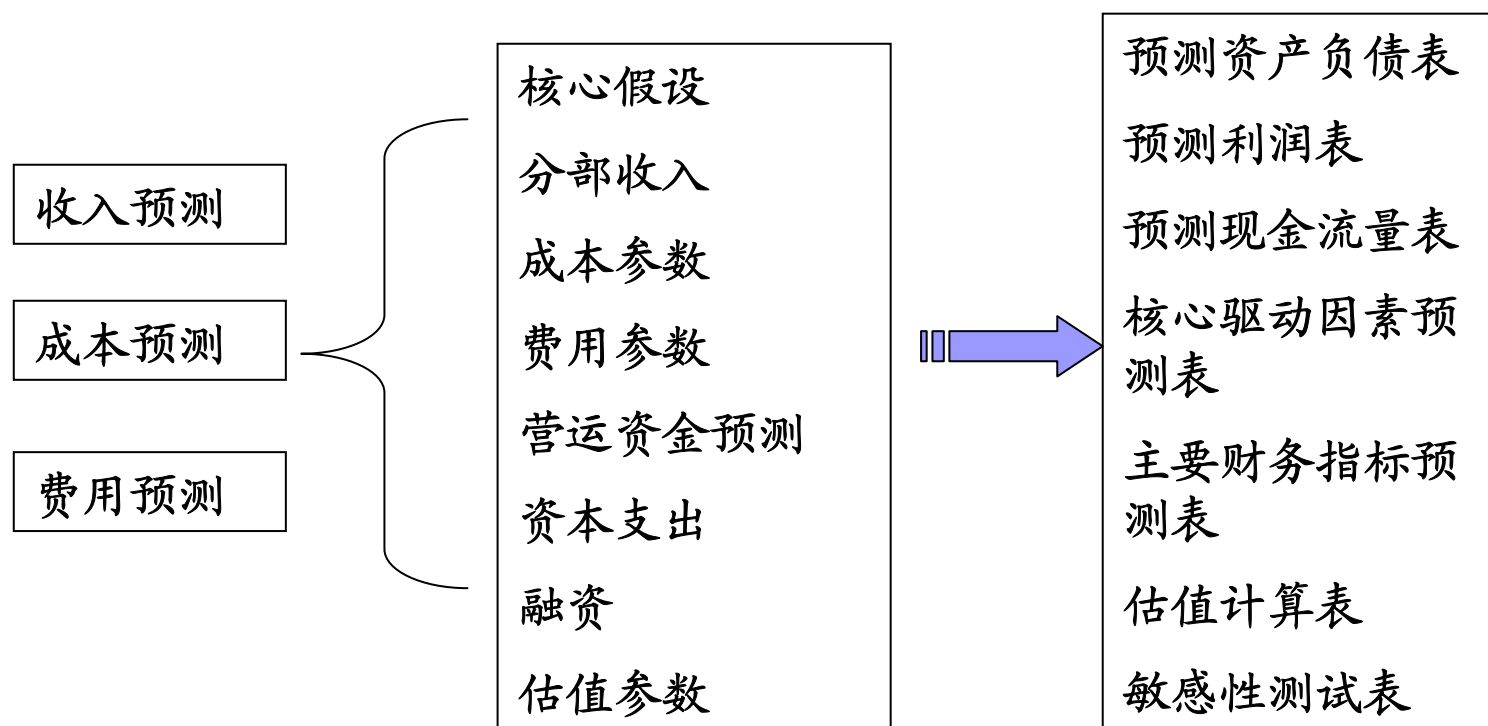 收入预测
成本预测
费用预测
核心假设
分部收入
成本参数
费用参数
营运资金预测
资本支出
融资
估值参数
预测资产负债表
预测利润表
预测现金流量表
核心驱动因素预
测表
主要财务指标预
测表
估值计算表
敏感性测试表